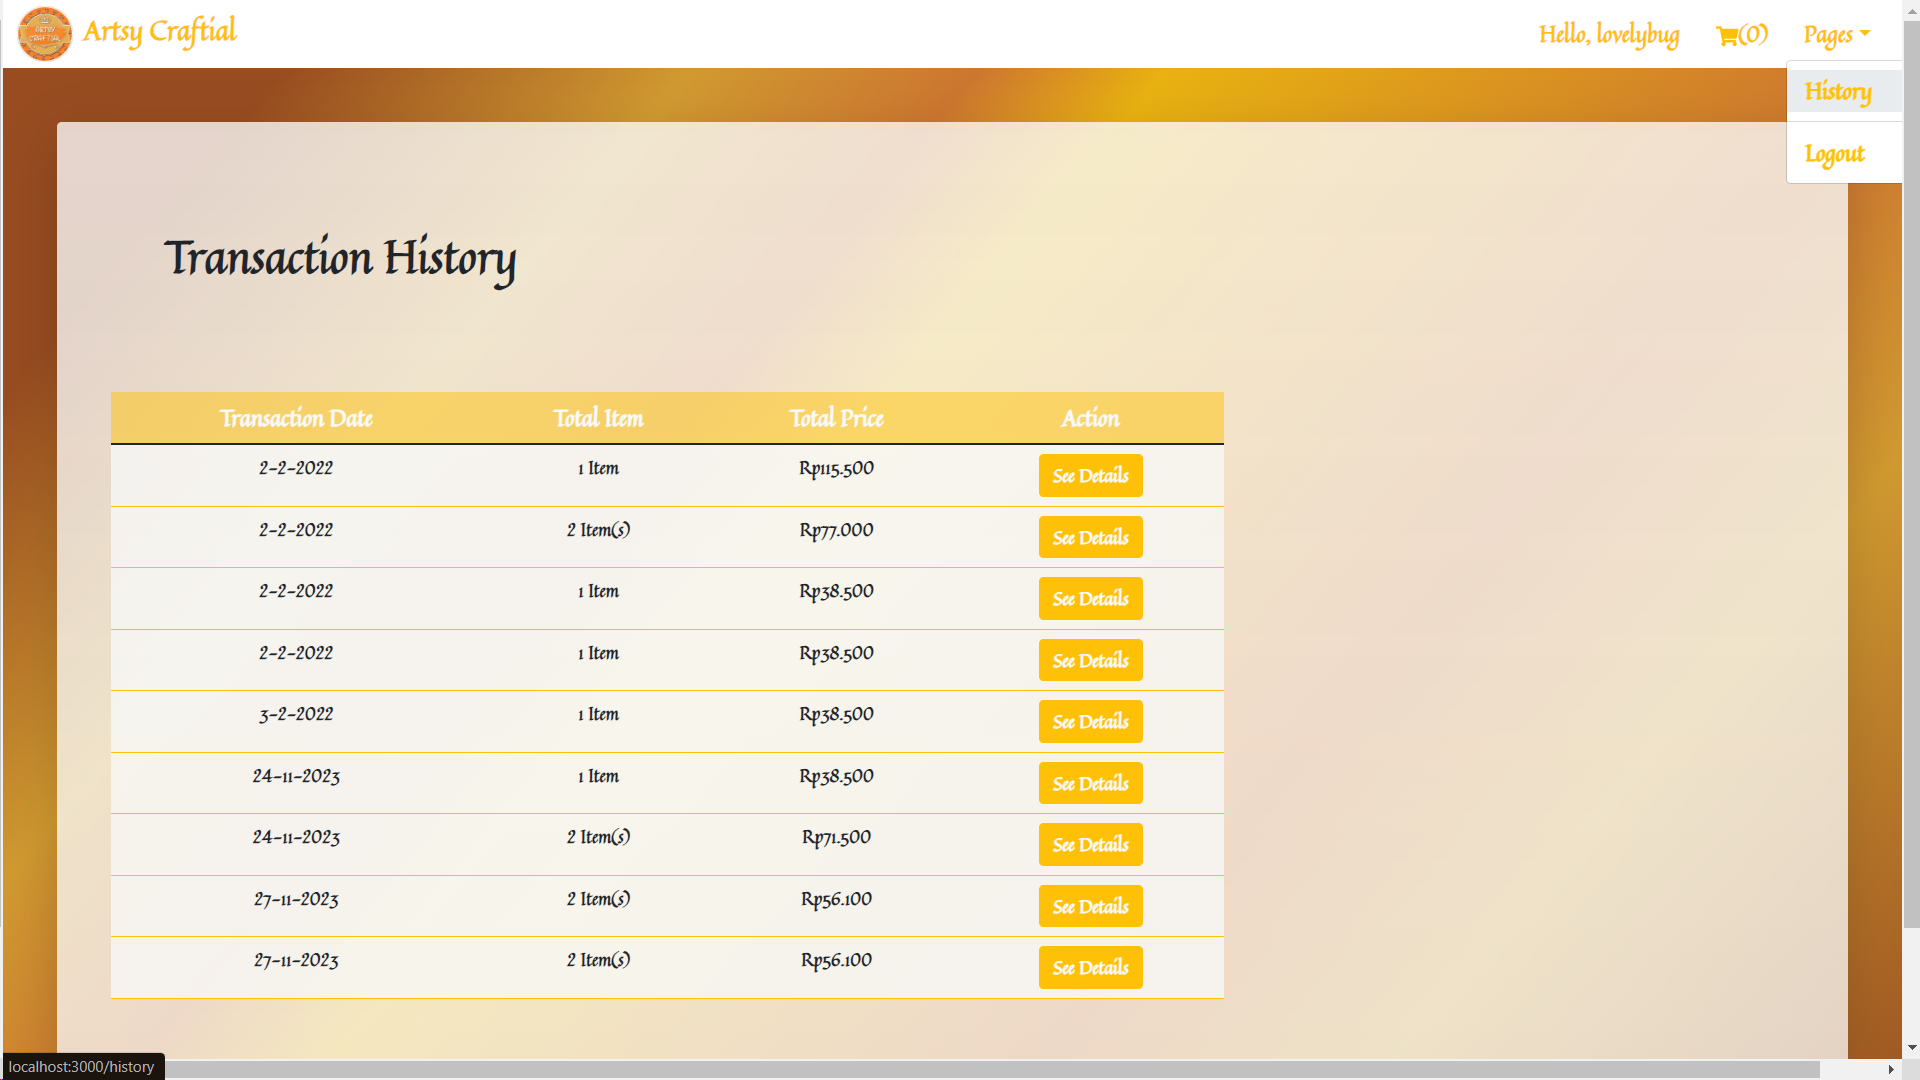 ARTSY
CRAFTIAL
Artsy Craftial
Hello, lovelybug
(0)
Pages
History
Logout
Transaction History
Transaction Date Total Item Total Price Action
2-2-2022 1 Item Rp115.500 See Details
2-2-2022 2 Item(s) Rp77.000 See Details
2-2-2022 1 Item Rp38.500 See Details
2-2-2022 1 Item Rp38.500 See Details
3-2-2022 1 Item Rp38.500 See Details
24-11-2023 1 Item Rp38.500 See Details
24-11-2023 2 Item(s) Rp71.500 See Details
27-11-2023 2 Item(s) Rp56.100 See Details
27-11-2023 2 Item(s) Rp56.100 See Details
localhost:3000/history